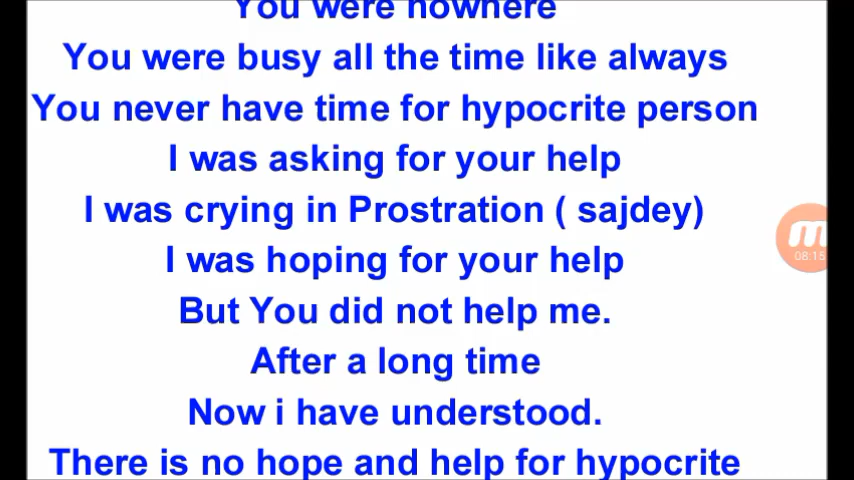 You were nowhere
You were busy all the time like always
You never have time for hypocrite person
I was asking for your help
I was crying in Prostration ( sajdey)
I was hoping for your help
But You did not help me.
After a long time
Now i have understood.
There is no hope and help for hypocrite
m
08:15